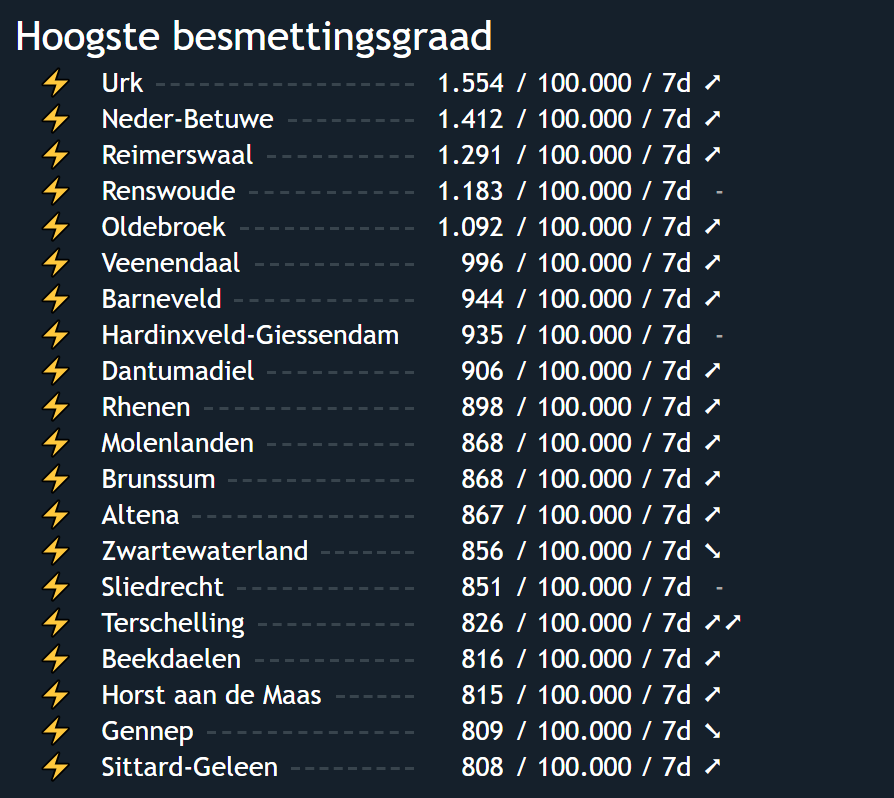 Hoogste besmettingsgraad
⚡ Urk ---------------- 1.554 / 100.000 / 7d ➚
⚡ Neder-Betuwe -------- 1.412 / 100.000 / 7d ➚
⚡ Reimerswaal --------- 1.291 / 100.000 / 7d ➚
⚡ Renswoude ---------- 1.183 / 100.000 / 7d -
⚡ Oldebroek ----------- 1.092 / 100.000 / 7d ➚
⚡ Veenendaal ---------- 996 / 100.000 / 7d ➚
⚡ Barneveld ----------- 944 / 100.000 / 7d ➚
⚡ Hardinxveld-Giessendam 935 / 100.000 / 7d -
⚡ Dantumadiel --------- 906 / 100.000 / 7d ➚
⚡ Rhenen ------------- 898 / 100.000 / 7d ➚
⚡ Molenlanden --------- 868 / 100.000 / 7d ➚
⚡ Brunssum ----------- 868 / 100.000 / 7d ➚
⚡ Altena -------------- 867 / 100.000 / 7d ➚
⚡ Zwartewaterland ------ 856 / 100.000 / 7d ➘
⚡ Sliedrecht ----------- 851 / 100.000 / 7d -
⚡ Terschelling --------- 826 / 100.000 / 7d ➚➚
⚡ Beekdaelen ---------- 816 / 100.000 / 7d ➚
⚡ Horst aan de Maas ----- 815 / 100.000 / 7d ➚
⚡ Gennep ------------- 809 / 100.000 / 7d ➘
⚡ Sittard-Geleen -------- 808 / 100.000 / 7d ➚